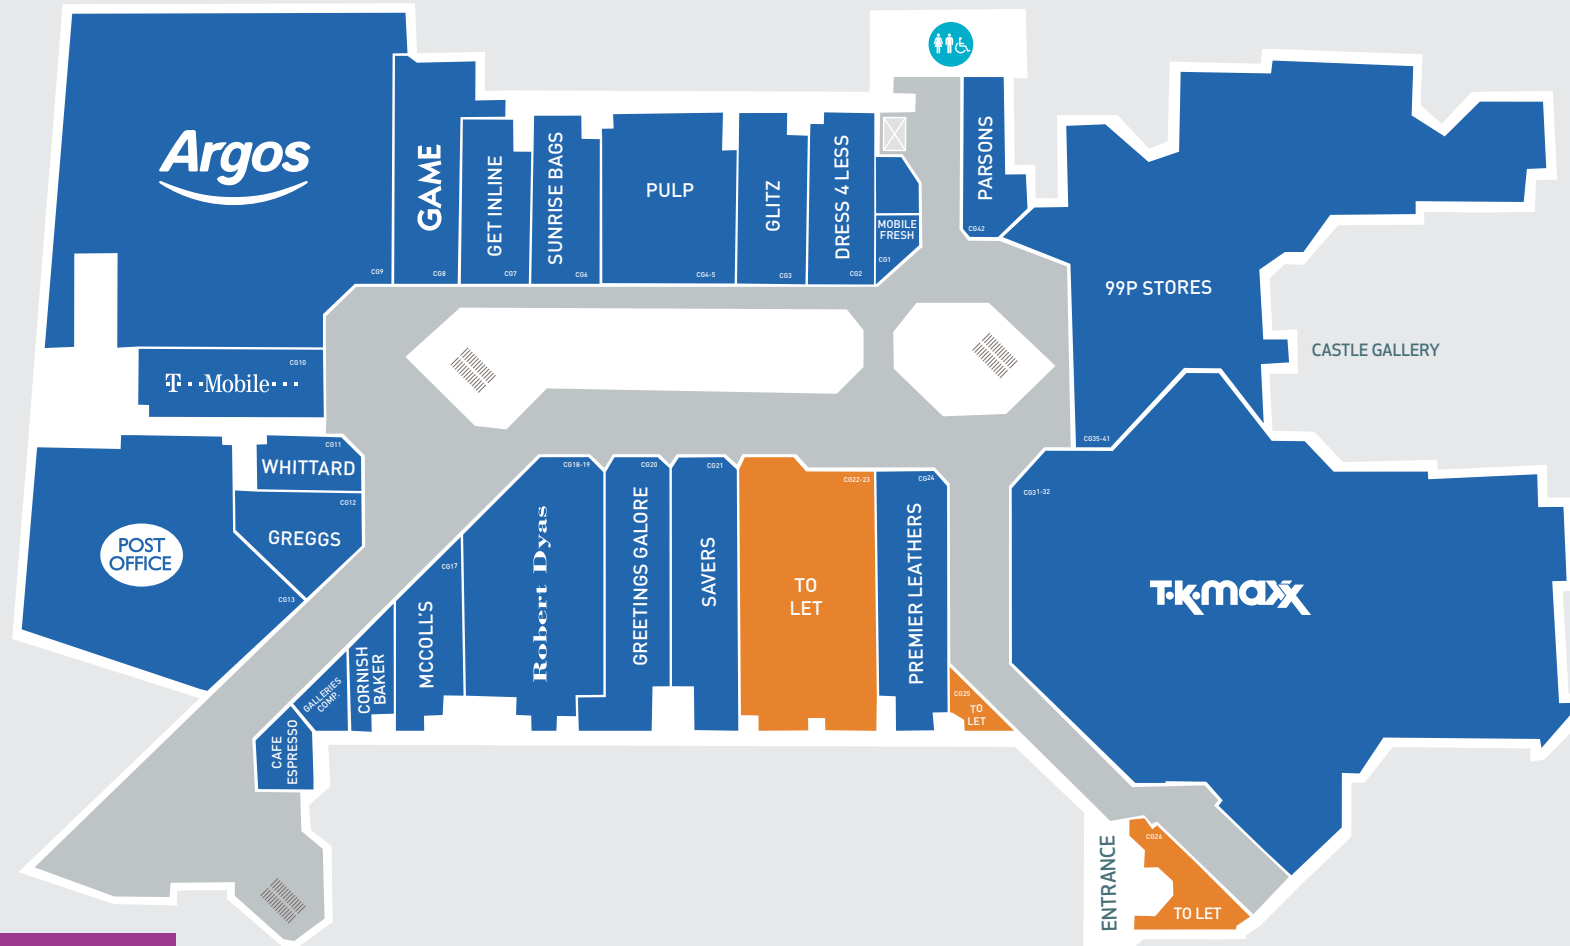 Argos
CG9
GAME
CG8
GET INLINE
CG7
SUNRISE BAGS
CG6
PULP
CG4-5
GLITZ
CG3
DRESS 4 LESS
CG2
MOBILE
FRESH
CG1
PARSONS
CG42
99P STORES
CG35-41
CASTLE GALLERY
CG10
T··Mobile···
CG11
WHITTARD
CG12
GREGGS
POST
OFFICE
CG13
CG18-19
Robert Dyas
CG20
GREETINGS GALORE
CG21
SAVERS
CG22-23
TO
LET
CG24
PREMIER LEATHERS
CG31-32
T·K·maxx
CG17
MCCOLL'S
CORNISH
BAKER
GALLERIES
COMP.
CAFE
ESPRESSO
CG25
TO
LET
CG26
TO LET
ENTRANCE